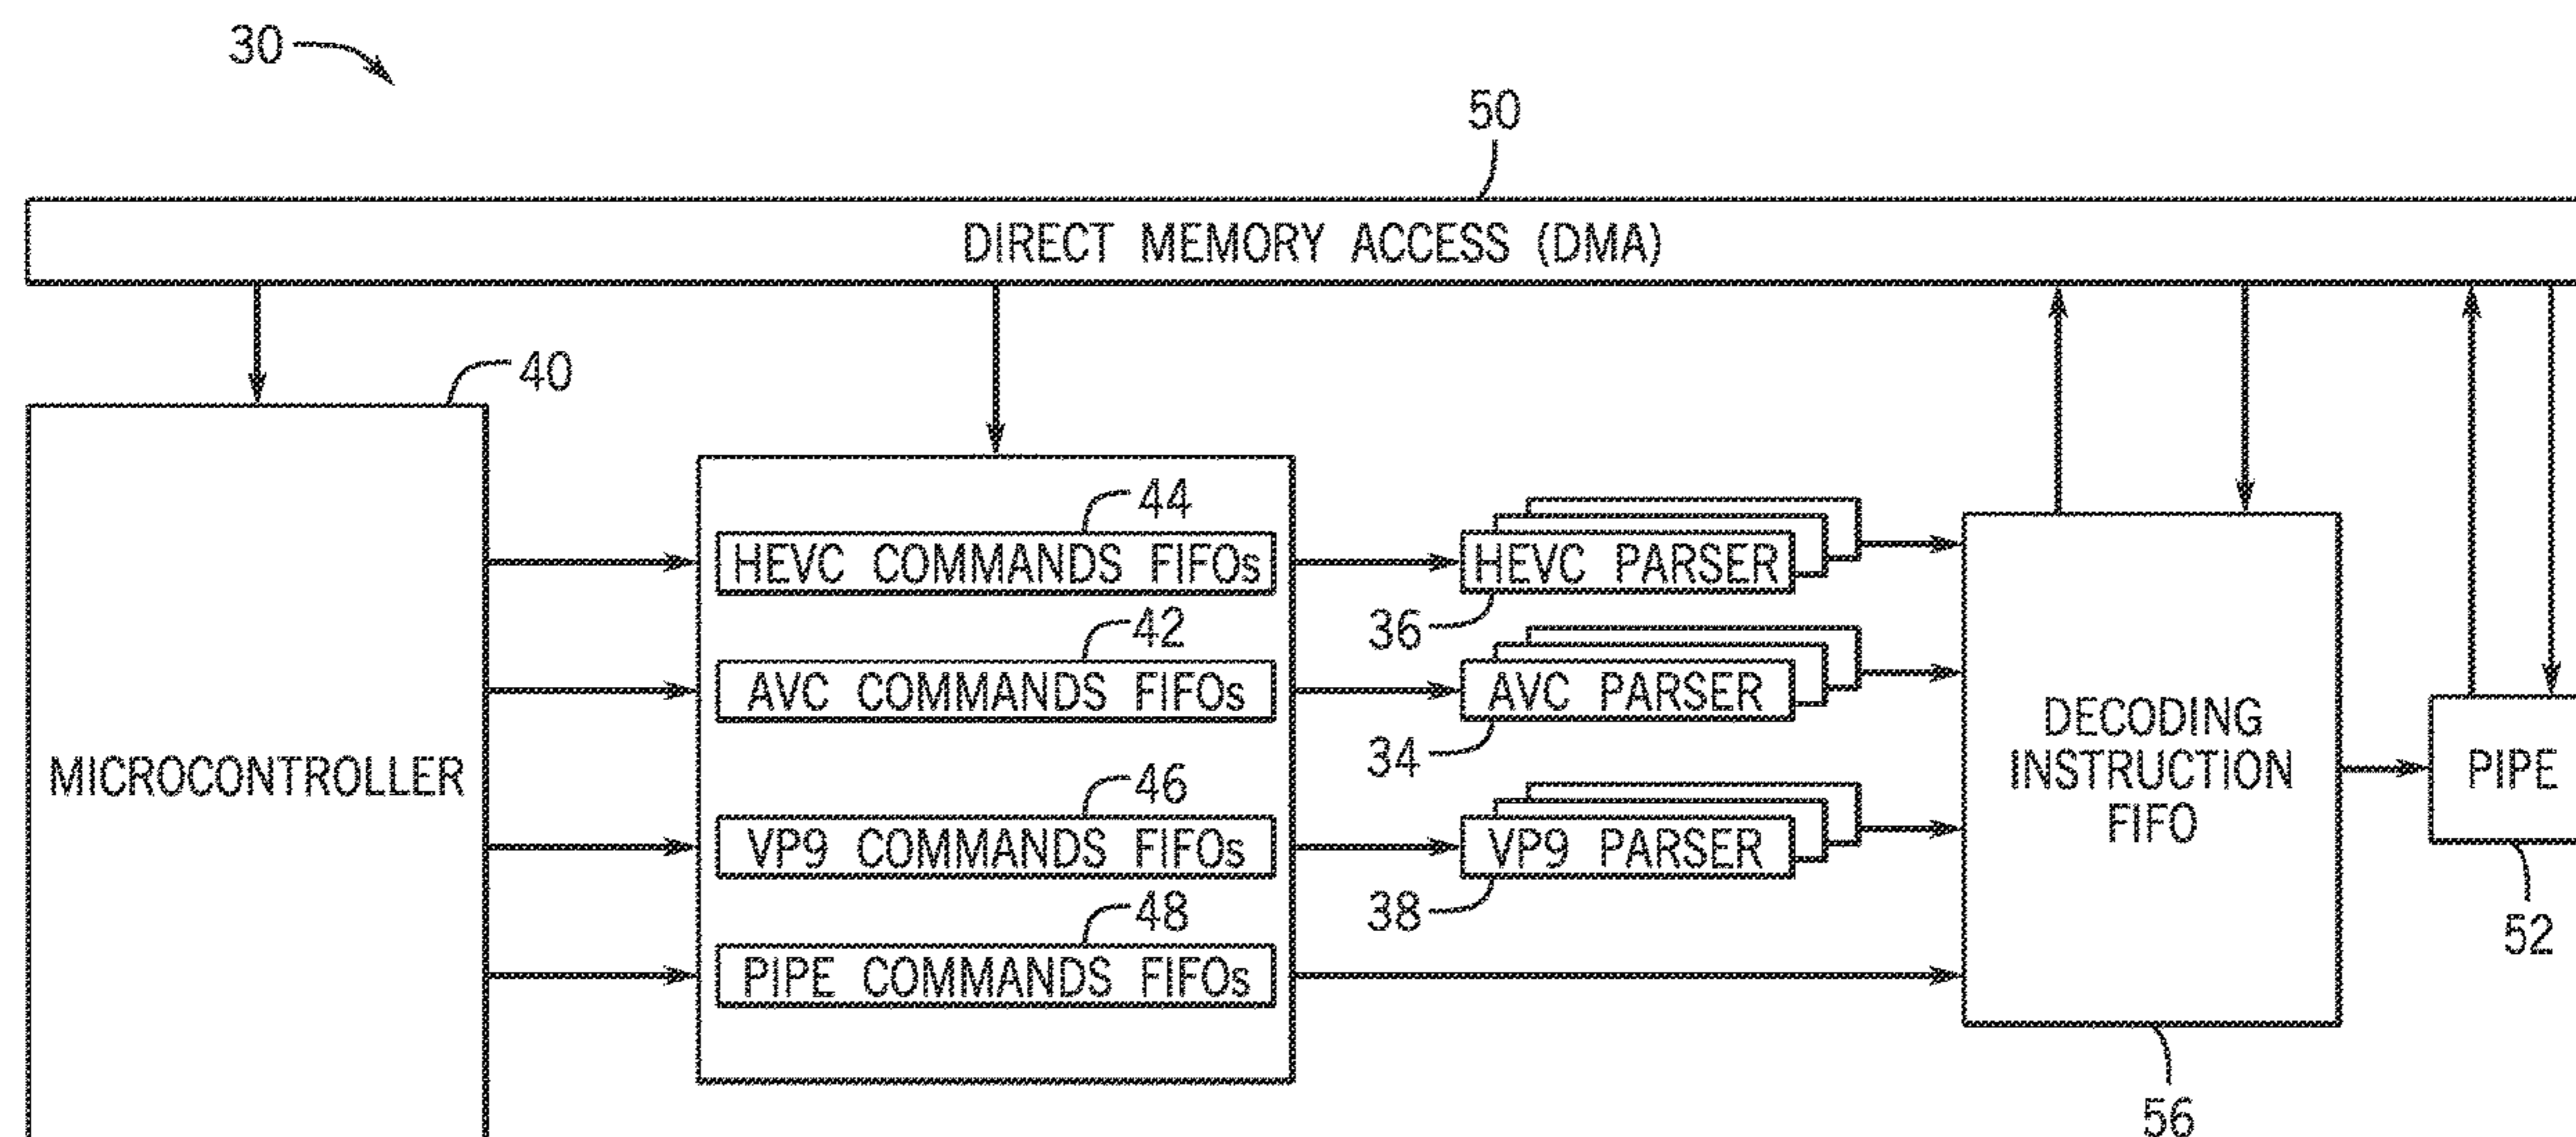 30
50
DIRECT MEMORY ACCESS (DMA)
40
MICROCONTROLLER
44
HEVC COMMANDS FIFOs
42
AVC COMMANDS FIFOs
46
VP9 COMMANDS FIFOs
48
PIPE COMMANDS FIFOs
HEVC PARSER
36
AVC PARSER
34
VP9 PARSER
38
DECODING
INSTRUCTION
FIFO
56
PIPE
52